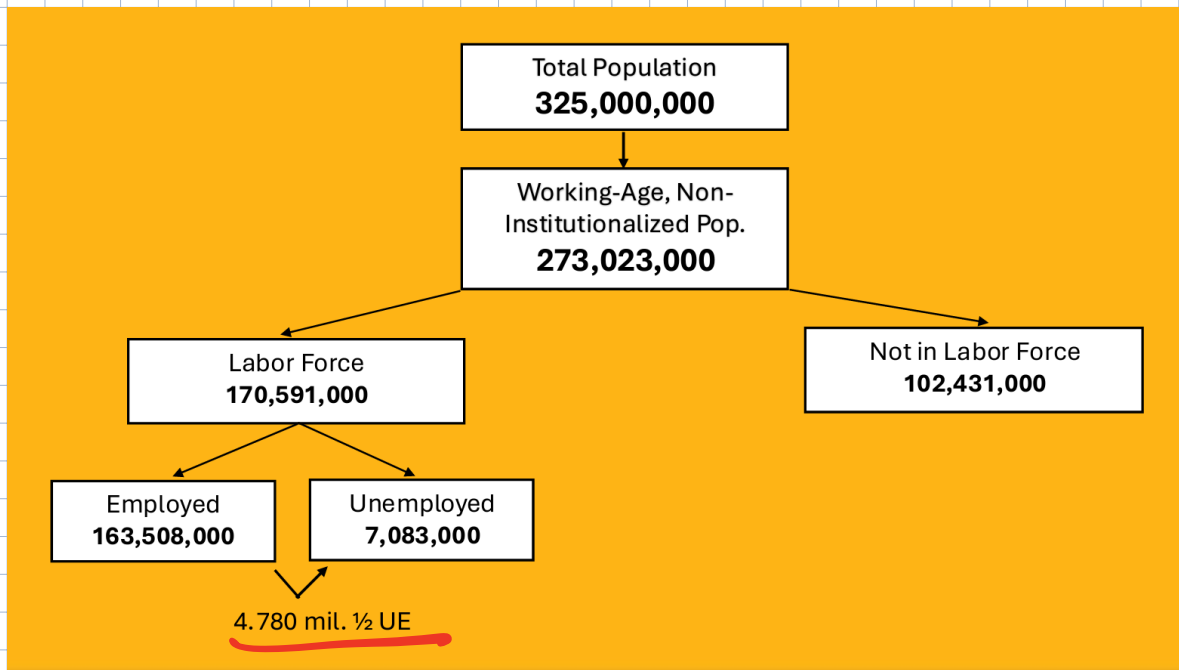 Total Population
325,000,000
Working-Age, Non-
Institutionalized Pop.
273,023,000
Labor Force
170,591,000
Not in Labor Force
102,431,000
Employed
163,508,000
Unemployed
7,083,000
4.780 mil. ½ UE